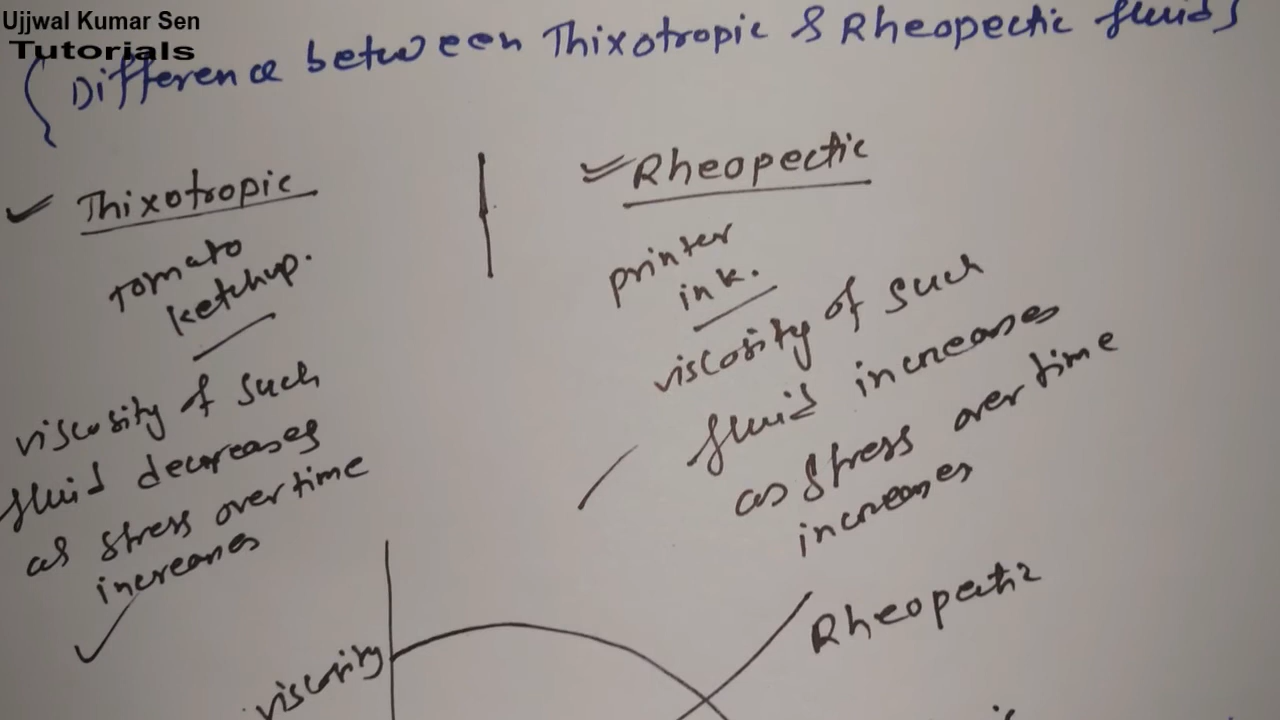 Ujjwal Kumar Sen
Tutorials
Difference between Thixotropic & Rheopectic fluids
Thixotropic
Tomato
ketchup.
viscosity of such
fluid decreases
as stress over time
increases
Rheopectic
printer
ink.
viscosity of such
fluid increases
as stress over time
increases
viscosity
Rheopectic